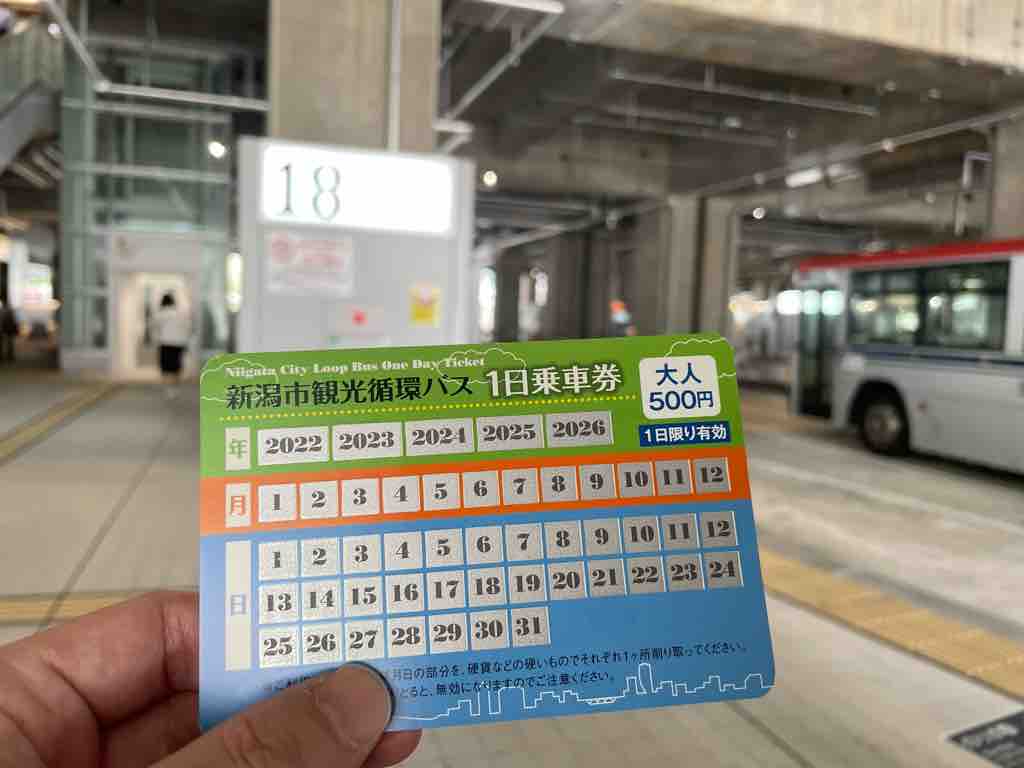 18
Niigata City Loop Bus One Day Ticket
新潟市観光循環バス 1日乗車券
大人
500円
1日限り有効
年 2022 2023 2024 2025 2026
月 1 2 3 4 5 6 7 8 9 10 11 12
日 1 2 3 4 5 6 7 8 9 10 11 12
13 14 15 16 17 18 19 20 21 22 23 24
25 26 27 28 29 30 31
月日の部分を、硬貨などの硬いものでそれぞれ1ヶ所削り取ってください。
とると、無効になりますのでご注意ください。